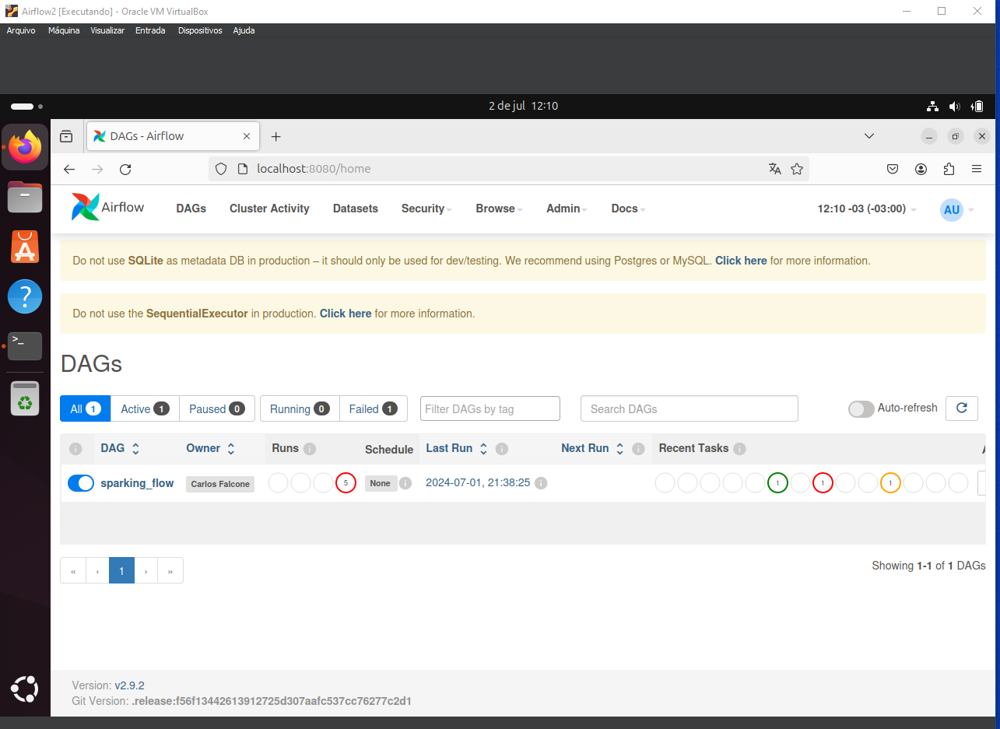 Airflow2 [Executando] - Oracle VM VirtualBox
Arquivo Máquina Visualizar Entrada Dispositivos Ajuda
2 de jul 12:10
DAGs - Airflow
localhost:8080/home
Airflow DAGs Cluster Activity Datasets Security Browse Admin Docs 12:10 -03 (-03:00) AU
Do not use SQLite as metadata DB in production – it should only be used for dev/testing. We recommend using Postgres or MySQL. Click here for more information.
Do not use the SequentialExecutor in production. Click here for more information.
DAGs
All 1 Active 1 Paused 0 Running 0 Failed 1 Filter DAGs by tag Search DAGs Auto-refresh
DAG Owner Runs Schedule Last Run Next Run Recent Tasks
sparking_flow Carlos Falcone 5 None 2024-07-01, 21:38:25 1 1 1
« ‹ 1 › » Showing 1-1 of 1 DAGs
Version: v2.9.2
Git Version: .release:f56f13442613912725d307aafc537cc76277c2d1